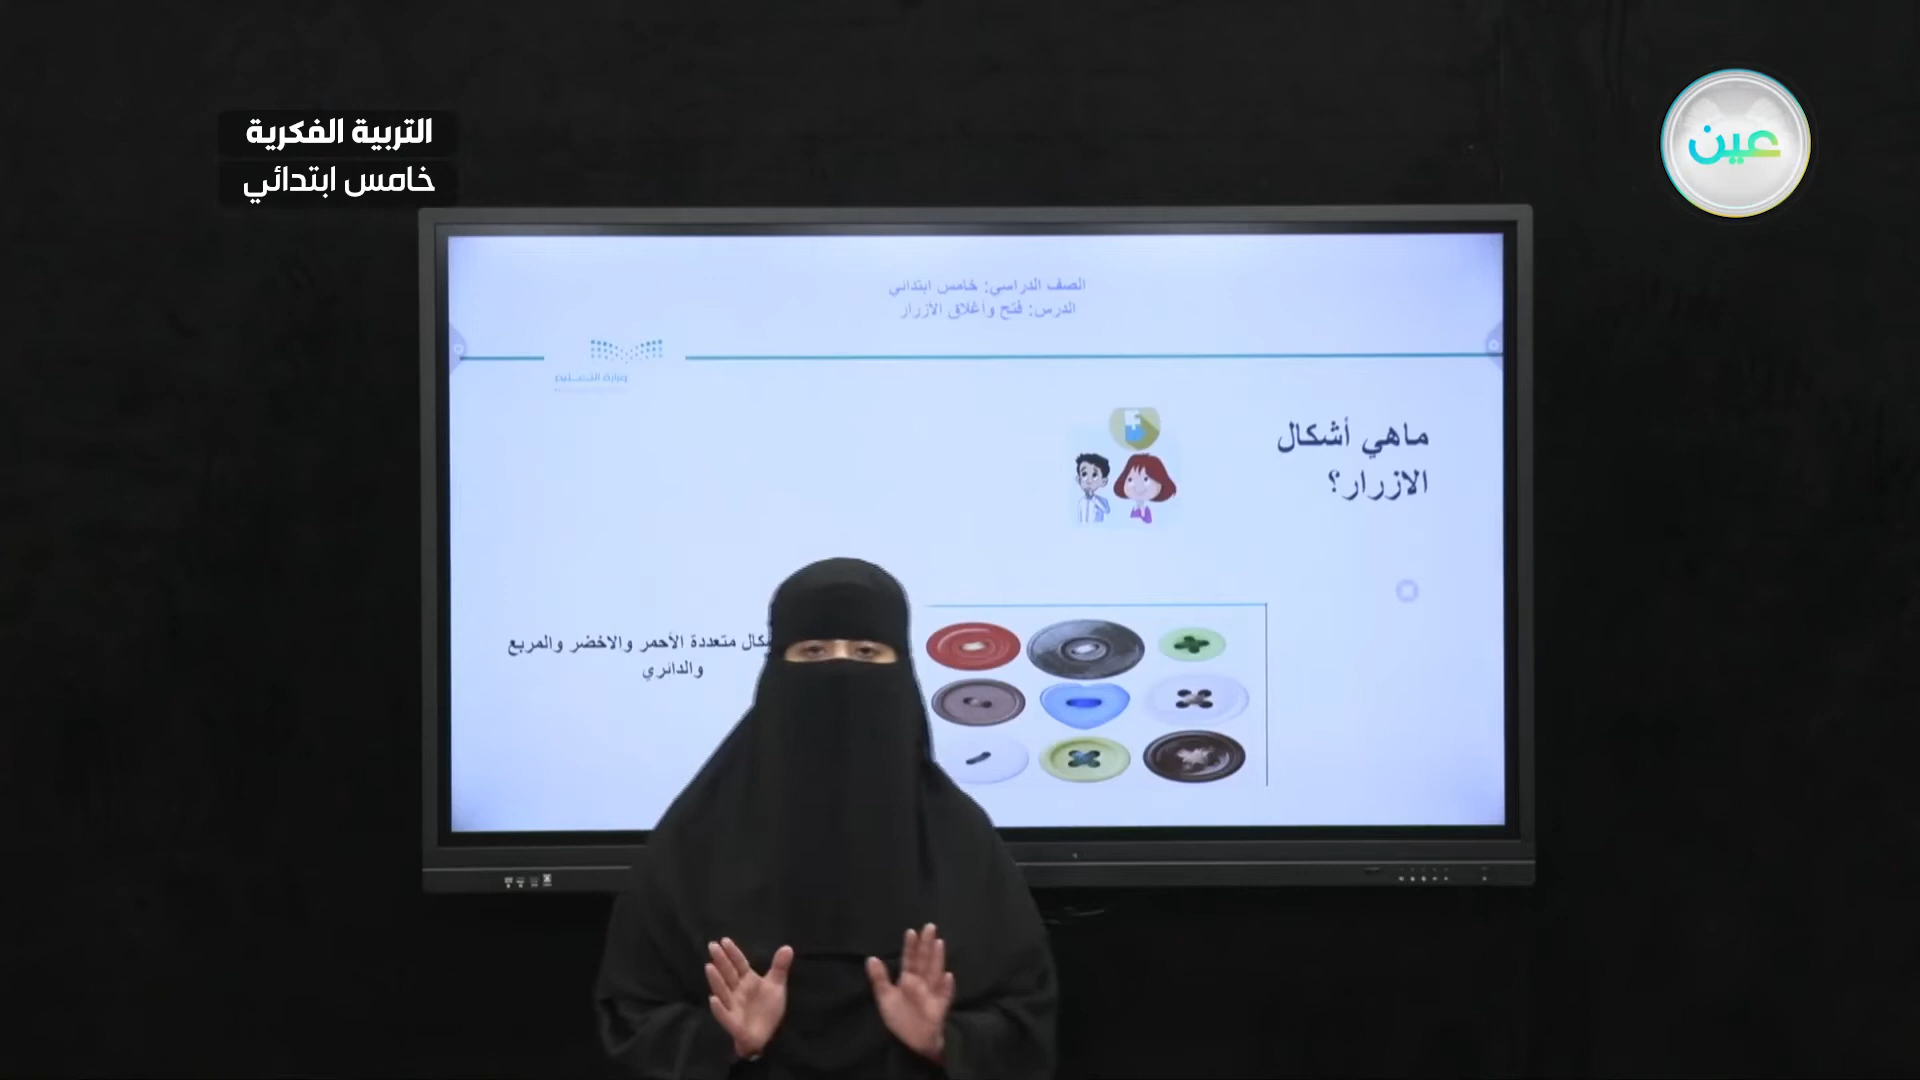 التربية الفكرية
خامس ابتدائي
عين
الصف الدراسي: خامس ابتدائي
الدرس: فتح وأغلاق الأزرار
وزارة التعليم
ماهي أشكال
الازرار؟
متعددة الأحمر والاخضر والمربع
والدائري